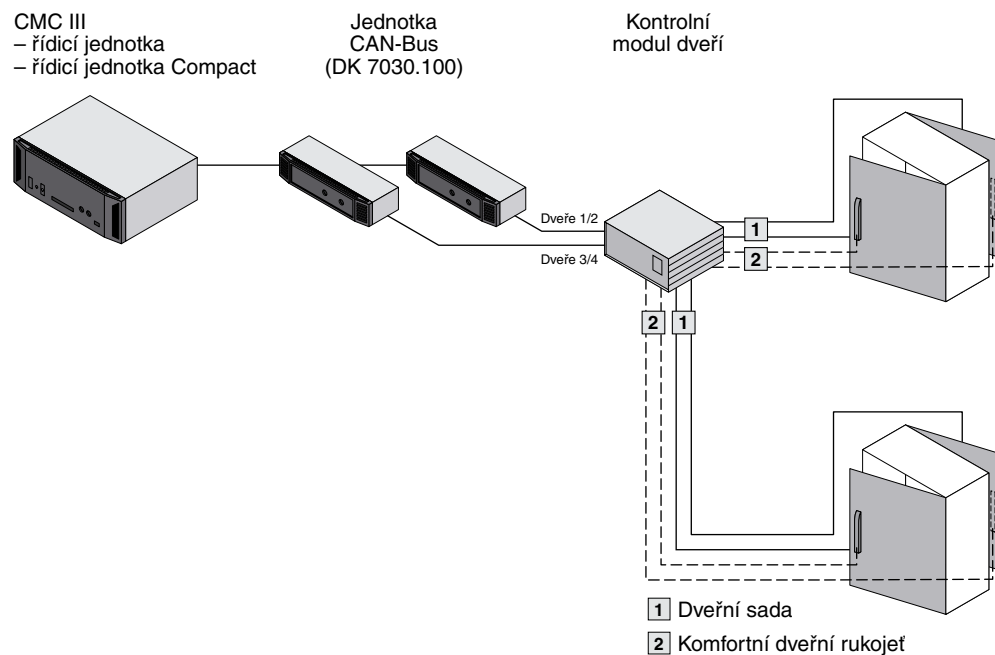 CMC III
– řídicí jednotka
– řídicí jednotka Compact
Jednotka
CAN-Bus
(DK 7030.100)
Kontrolní
modul dveří
Dveře 1/2
Dveře 3/4
1
2
2
1
1 Dveřní sada
2 Komfortní dveřní rukojeť